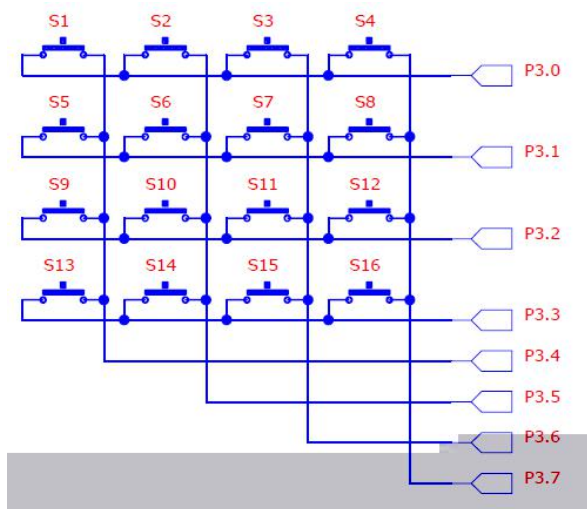 S1 S2 S3 S4
P3.0
S5 S6 S7 S8
P3.1
S9 S10 S11 S12
P3.2
S13 S14 S15 S16
P3.3
P3.4
P3.5
P3.6
P3.7